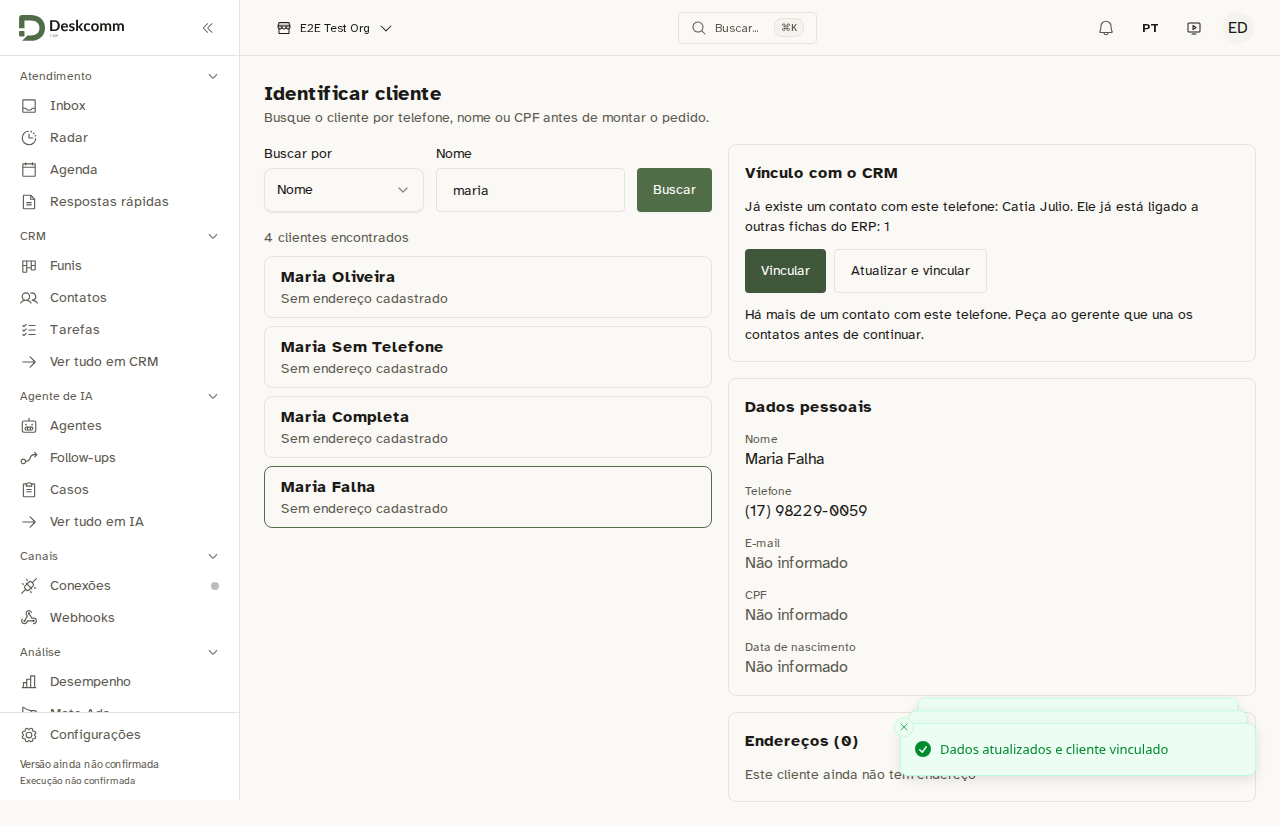 Deskcomm
E2E Test Org
Buscar...
⌘K
PT
ED
Atendimento
Inbox
Radar
Agenda
Respostas rápidas
CRM
Funis
Contatos
Tarefas
Ver tudo em CRM
Agente de IA
Agentes
Follow-ups
Casos
Ver tudo em IA
Canais
Conexões
Webhooks
Análise
Desempenho
Configurações
Versão ainda não confirmada
Execução não confirmada
Identificar cliente
Busque o cliente por telefone, nome ou CPF antes de montar o pedido.
Buscar por
Nome
Nome
maria
Buscar
4 clientes encontrados
Maria Oliveira
Sem endereço cadastrado
Maria Sem Telefone
Sem endereço cadastrado
Maria Completa
Sem endereço cadastrado
Maria Falha
Sem endereço cadastrado
Vínculo com o CRM
Já existe um contato com este telefone: Catia Julio. Ele já está ligado a
outras fichas do ERP: 1
Vincular
Atualizar e vincular
Há mais de um contato com este telefone. Peça ao gerente que una os
contatos antes de continuar.
Dados pessoais
Nome
Maria Falha
Telefone
(17) 98229-0059
E-mail
Não informado
CPF
Não informado
Data de nascimento
Não informado
Endereços (0)
Este cliente ainda não tem endereço
Dados atualizados e cliente vinculado